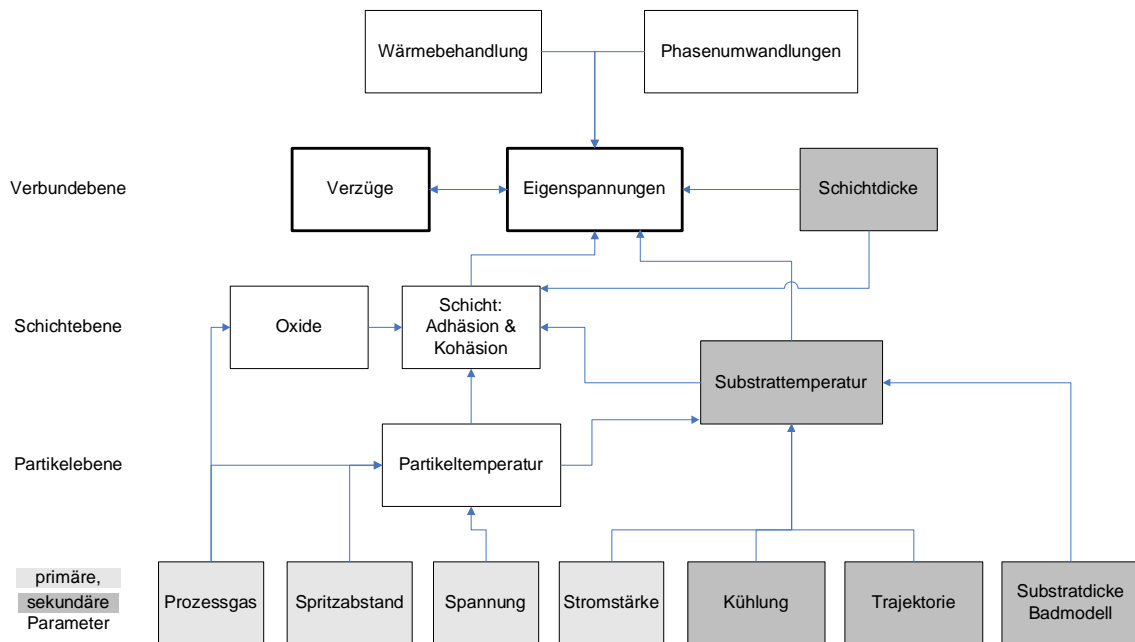 Wärmebehandlung
Phasenumwandlungen
Verbundebene
Verzüge
Eigenspannungen
Schichtdicke
Schichtebene
Oxide
Schicht:
Adhäsion &
Kohäsion
Substrattemperatur
Partikelebene
Partikeltemperatur
primäre,
sekundäre
Parameter
Prozessgas
Spritzabstand
Spannung
Stromstärke
Kühlung
Trajektorie
Substratdicke
Badmodell